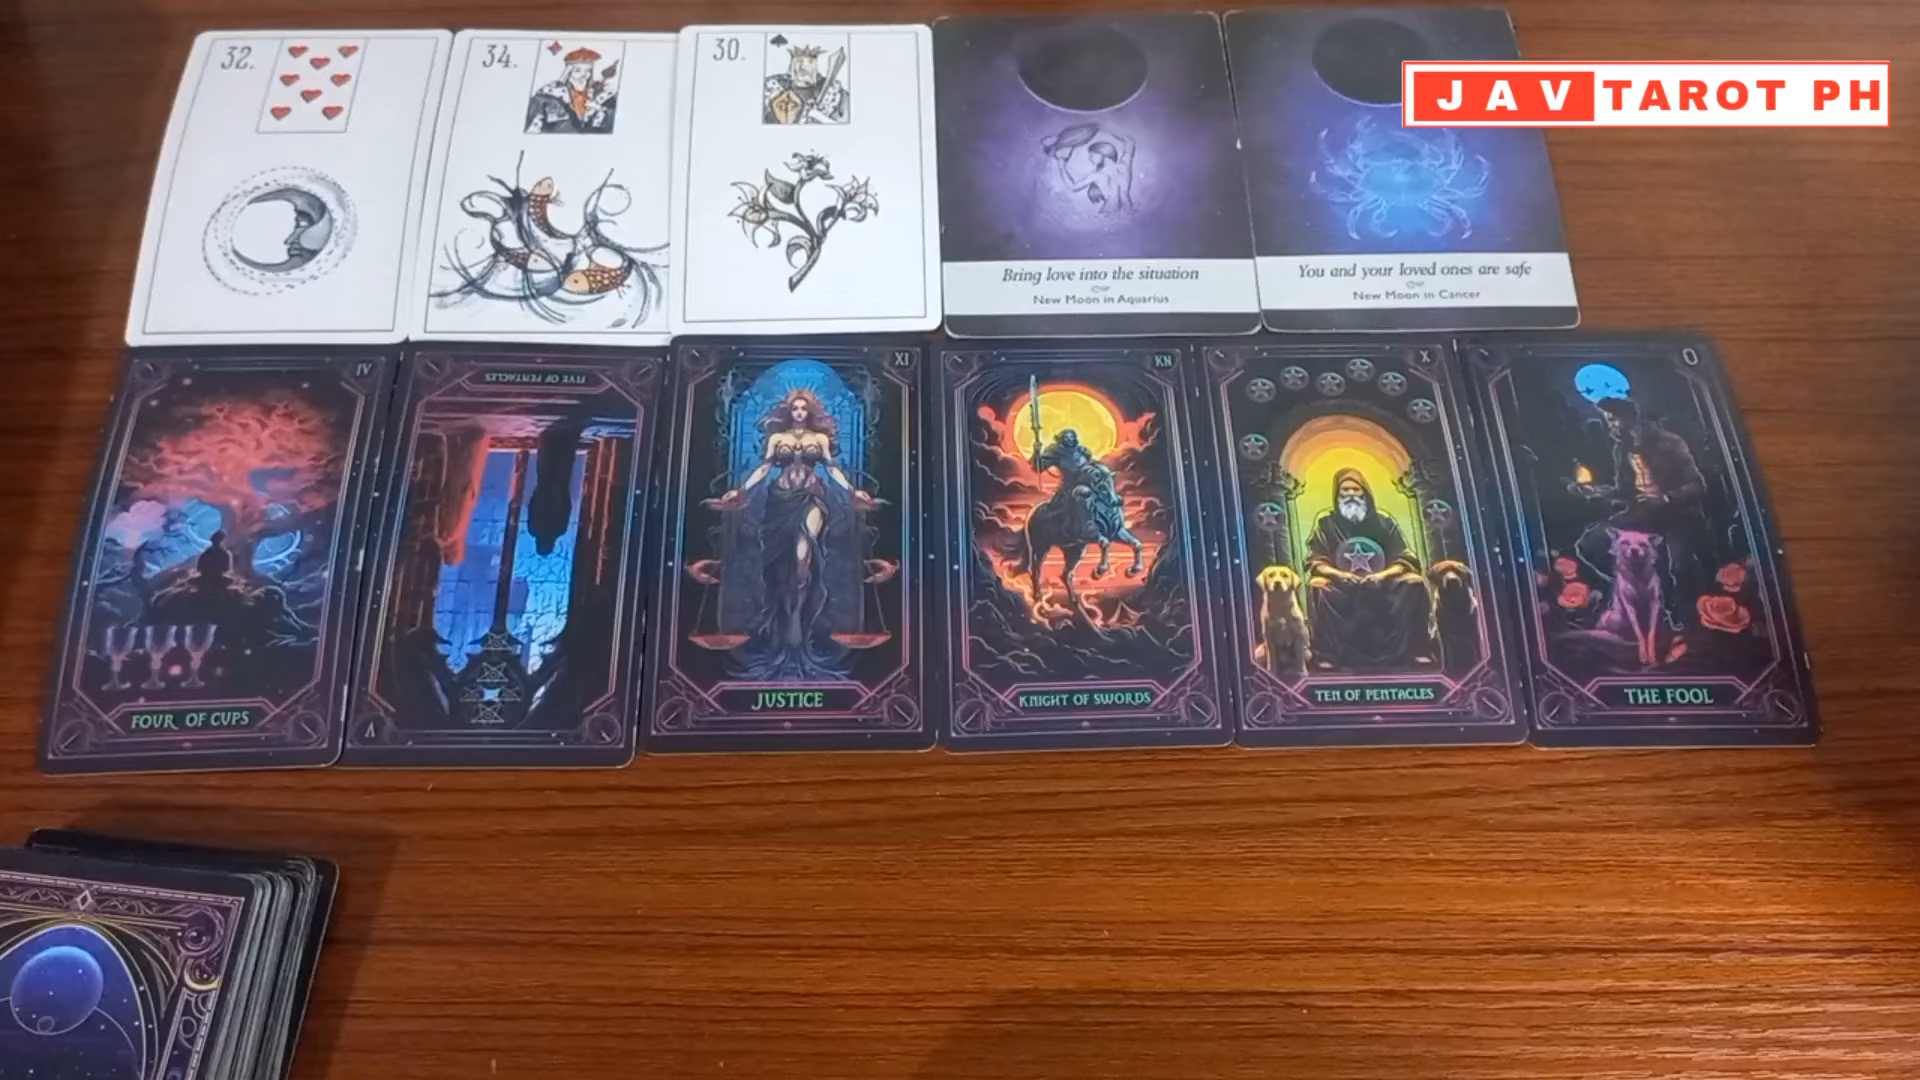 32.
34.
30.
JAV TAROT PH
Bring love into the situation
New Moon in Aquarius
You and your loved ones are safe
New Moon in Cancer
IV
FOUR OF CUPS
FIVE OF PENTACLES
V
XI
JUSTICE
KN
KNIGHT OF SWORDS
X
TEN OF PENTACLES
0
THE FOOL